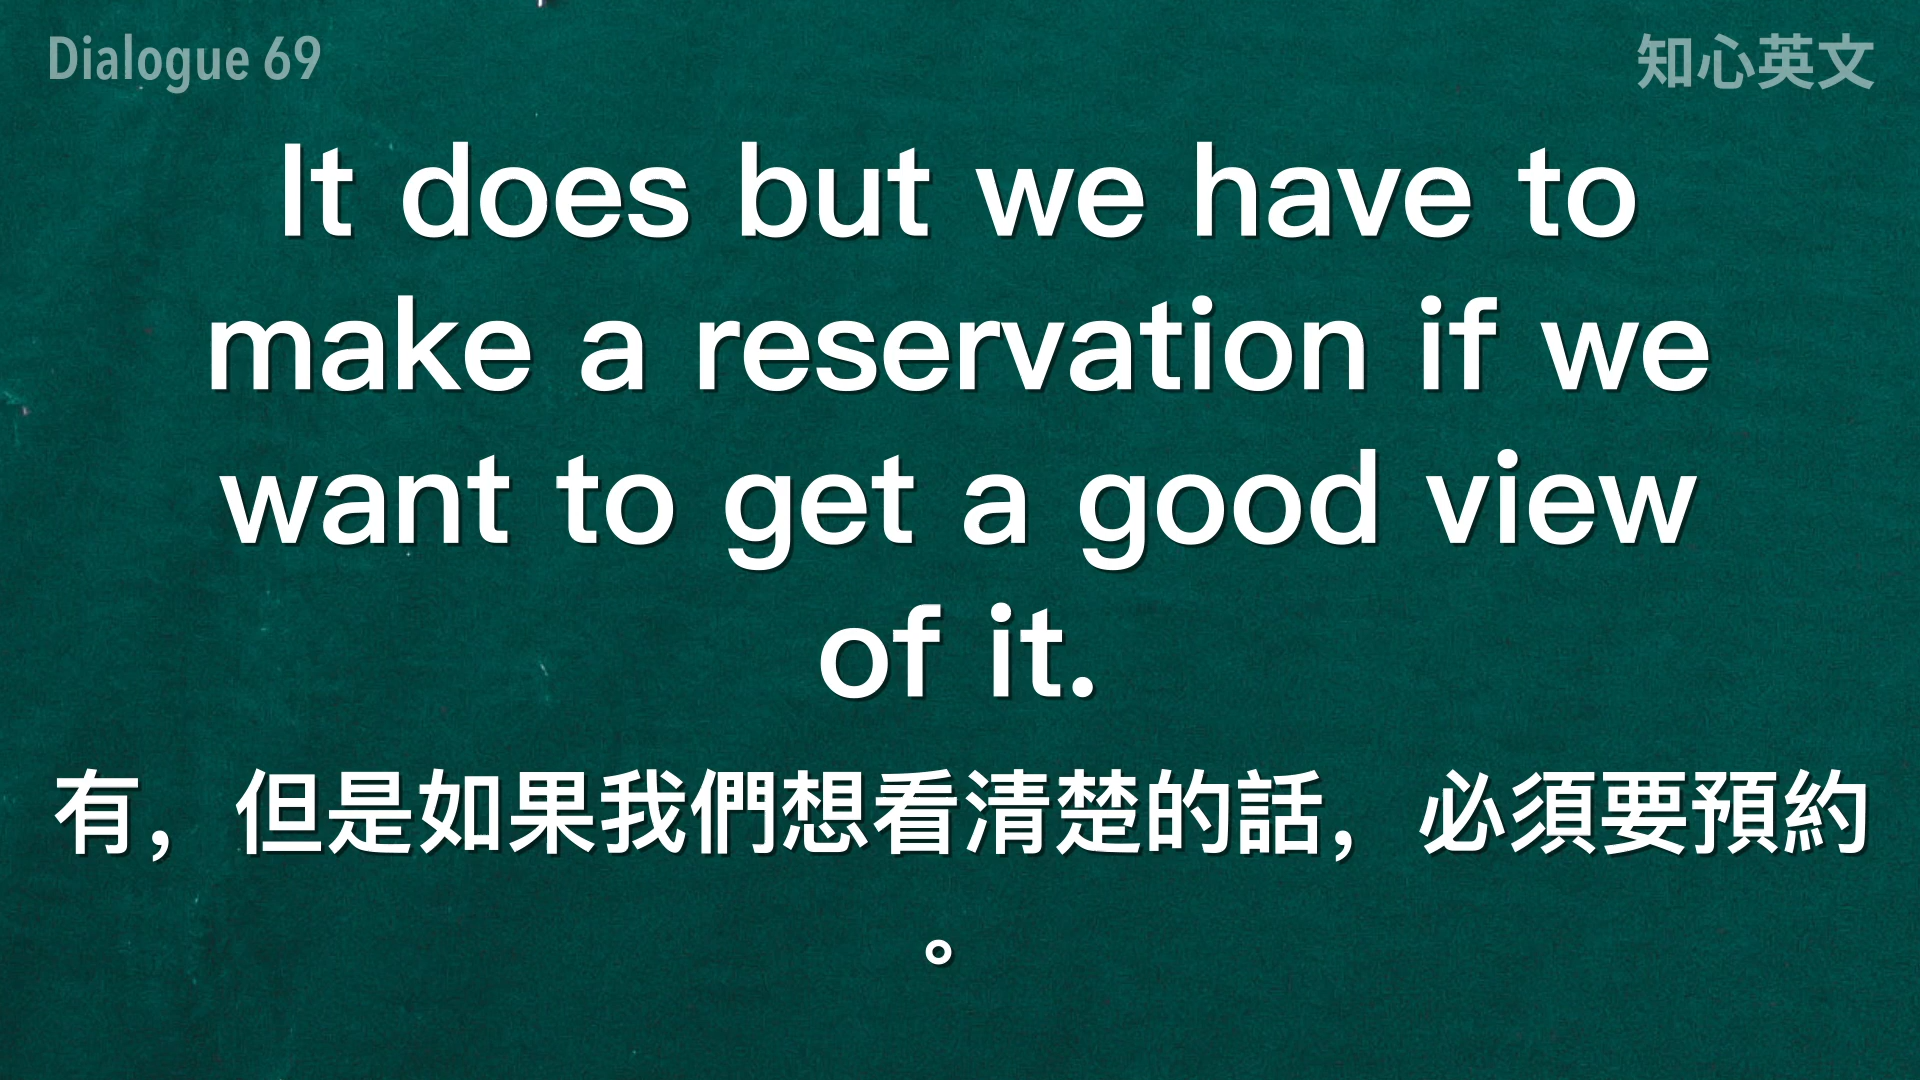 Dialogue 69
知心英文
It does but we have to
make a reservation if we
want to get a good view
of it.
有，但是如果我們想看清楚的話，必須要預約
。